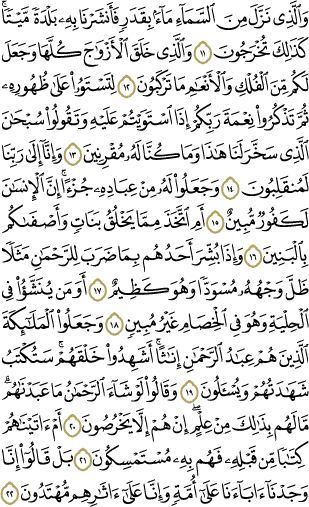 وَٱلَّذِى نَزَّلَ مِنَ ٱلسَّمَآءِ مَآءًۢ بِقَدَرٍ فَأَنشَرْنَا بِهِۦ بَلْدَةً مَّيْتًا ۚ
كَذَٰلِكَ تُخْرَجُونَ ١١ وَٱلَّذِى خَلَقَ ٱلْأَزْوَٰجَ كُلَّهَا وَجَعَلَ
لَكُم مِّنَ ٱلْفُلْكِ وَٱلْأَنْعَٰمِ مَا تَرْكَبُونَ ١٢ لِتَسْتَوُۥا۟ عَلَىٰ ظُهُورِهِۦ
ثُمَّ تَذْكُرُوا۟ نِعْمَةَ رَبِّكُمْ إِذَا ٱسْتَوَيْتُمْ عَلَيْهِ وَتَقُولُوا۟ سُبْحَٰنَ
ٱلَّذِى سَخَّرَ لَنَا هَٰذَا وَمَا كُنَّا لَهُۥ مُقْرِنِينَ ١٣ وَإِنَّآ إِلَىٰ رَبِّنَا
لَمُنقَلِبُونَ ١٤ وَجَعَلُوا۟ لَهُۥ مِنْ عِبَادِهِۦ جُزْءًا ۚ إِنَّ ٱلْإِنسَٰنَ
لَكَفُورٌ مُّبِينٌ ١٥ أَمِ ٱتَّخَذَ مِمَّا يَخْلُقُ بَنَاتٍ وَأَصْفَىٰكُم
بِٱلْبَنِينَ ١٦ وَإِذَا بُشِّرَ أَحَدُهُم بِمَا ضَرَبَ لِلرَّحْمَٰنِ مَثَلًا
ظَلَّ وَجْهُهُۥ مُسْوَدًّا وَهُوَ كَظِيمٌ ١٧ أَوَمَن يُنَشَّؤُا۟ فِى
ٱلْحِلْيَةِ وَهُوَ فِى ٱلْخِصَامِ غَيْرُ مُبِينٍ ١٨ وَجَعَلُوا۟ ٱلْمَلَٰٓئِكَةَ
ٱلَّذِينَ هُمْ عِبَٰدُ ٱلرَّحْمَٰنِ إِنَٰثًا ۚ أَشَهِدُوا۟ خَلْقَهُمْ ۚ سَتُكْتَبُ
شَهَٰدَتُهُمْ وَيُسْـَٔلُونَ ١٩ وَقَالُوا۟ لَوْ شَآءَ ٱلرَّحْمَٰنُ مَا عَبَدْنَٰهُم ۗ
مَّا لَهُم بِذَٰلِكَ مِنْ عِلْمٍ ۖ إِنْ هُمْ إِلَّا يَخْرُصُونَ ٢٠ أَمْ ءَاتَيْنَٰهُمْ
كِتَٰبًا مِّن قَبْلِهِۦ فَهُم بِهِۦ مُسْتَمْسِكُونَ ٢١ بَلْ قَالُوٓا۟ إِنَّا
وَجَدْنَآ ءَابَآءَنَا عَلَىٰٓ أُمَّةٍ وَإِنَّا عَلَىٰٓ ءَاثَٰرِهِم مُّهْتَدُونَ ٢٢